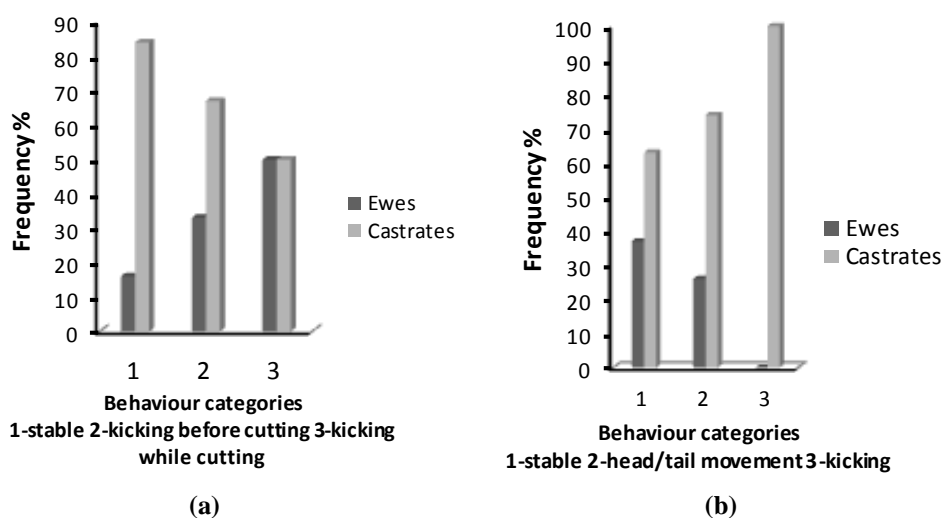 90
80
70
60
50
40
30
20
10
0
Frequency %
Ewes
Castrates
1 2 3
Behaviour categories
1-stable 2-kicking before cutting 3-kicking
while cutting
(a)
100
90
80
70
60
50
40
30
20
10
0
Frequency %
Ewes
Castrates
1 2 3
Behaviour categories
1-stable 2-head/tail movement 3-kicking
(b)